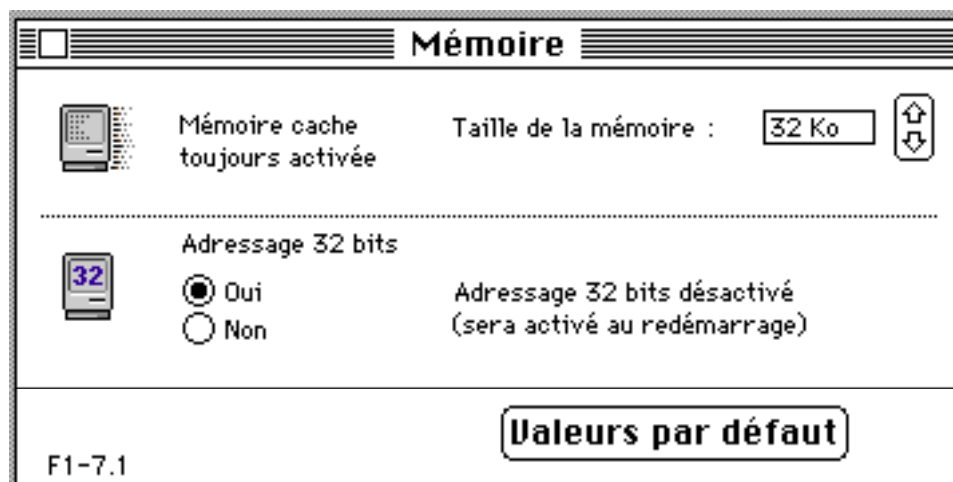 Mémoire
Mémoire cache
toujours activée
Taille de la mémoire :
32 Ko
Adressage 32 bits
32
Oui
Non
Adressage 32 bits désactivé
(sera activé au redémarrage)
Valeurs par défaut
F1-7.1